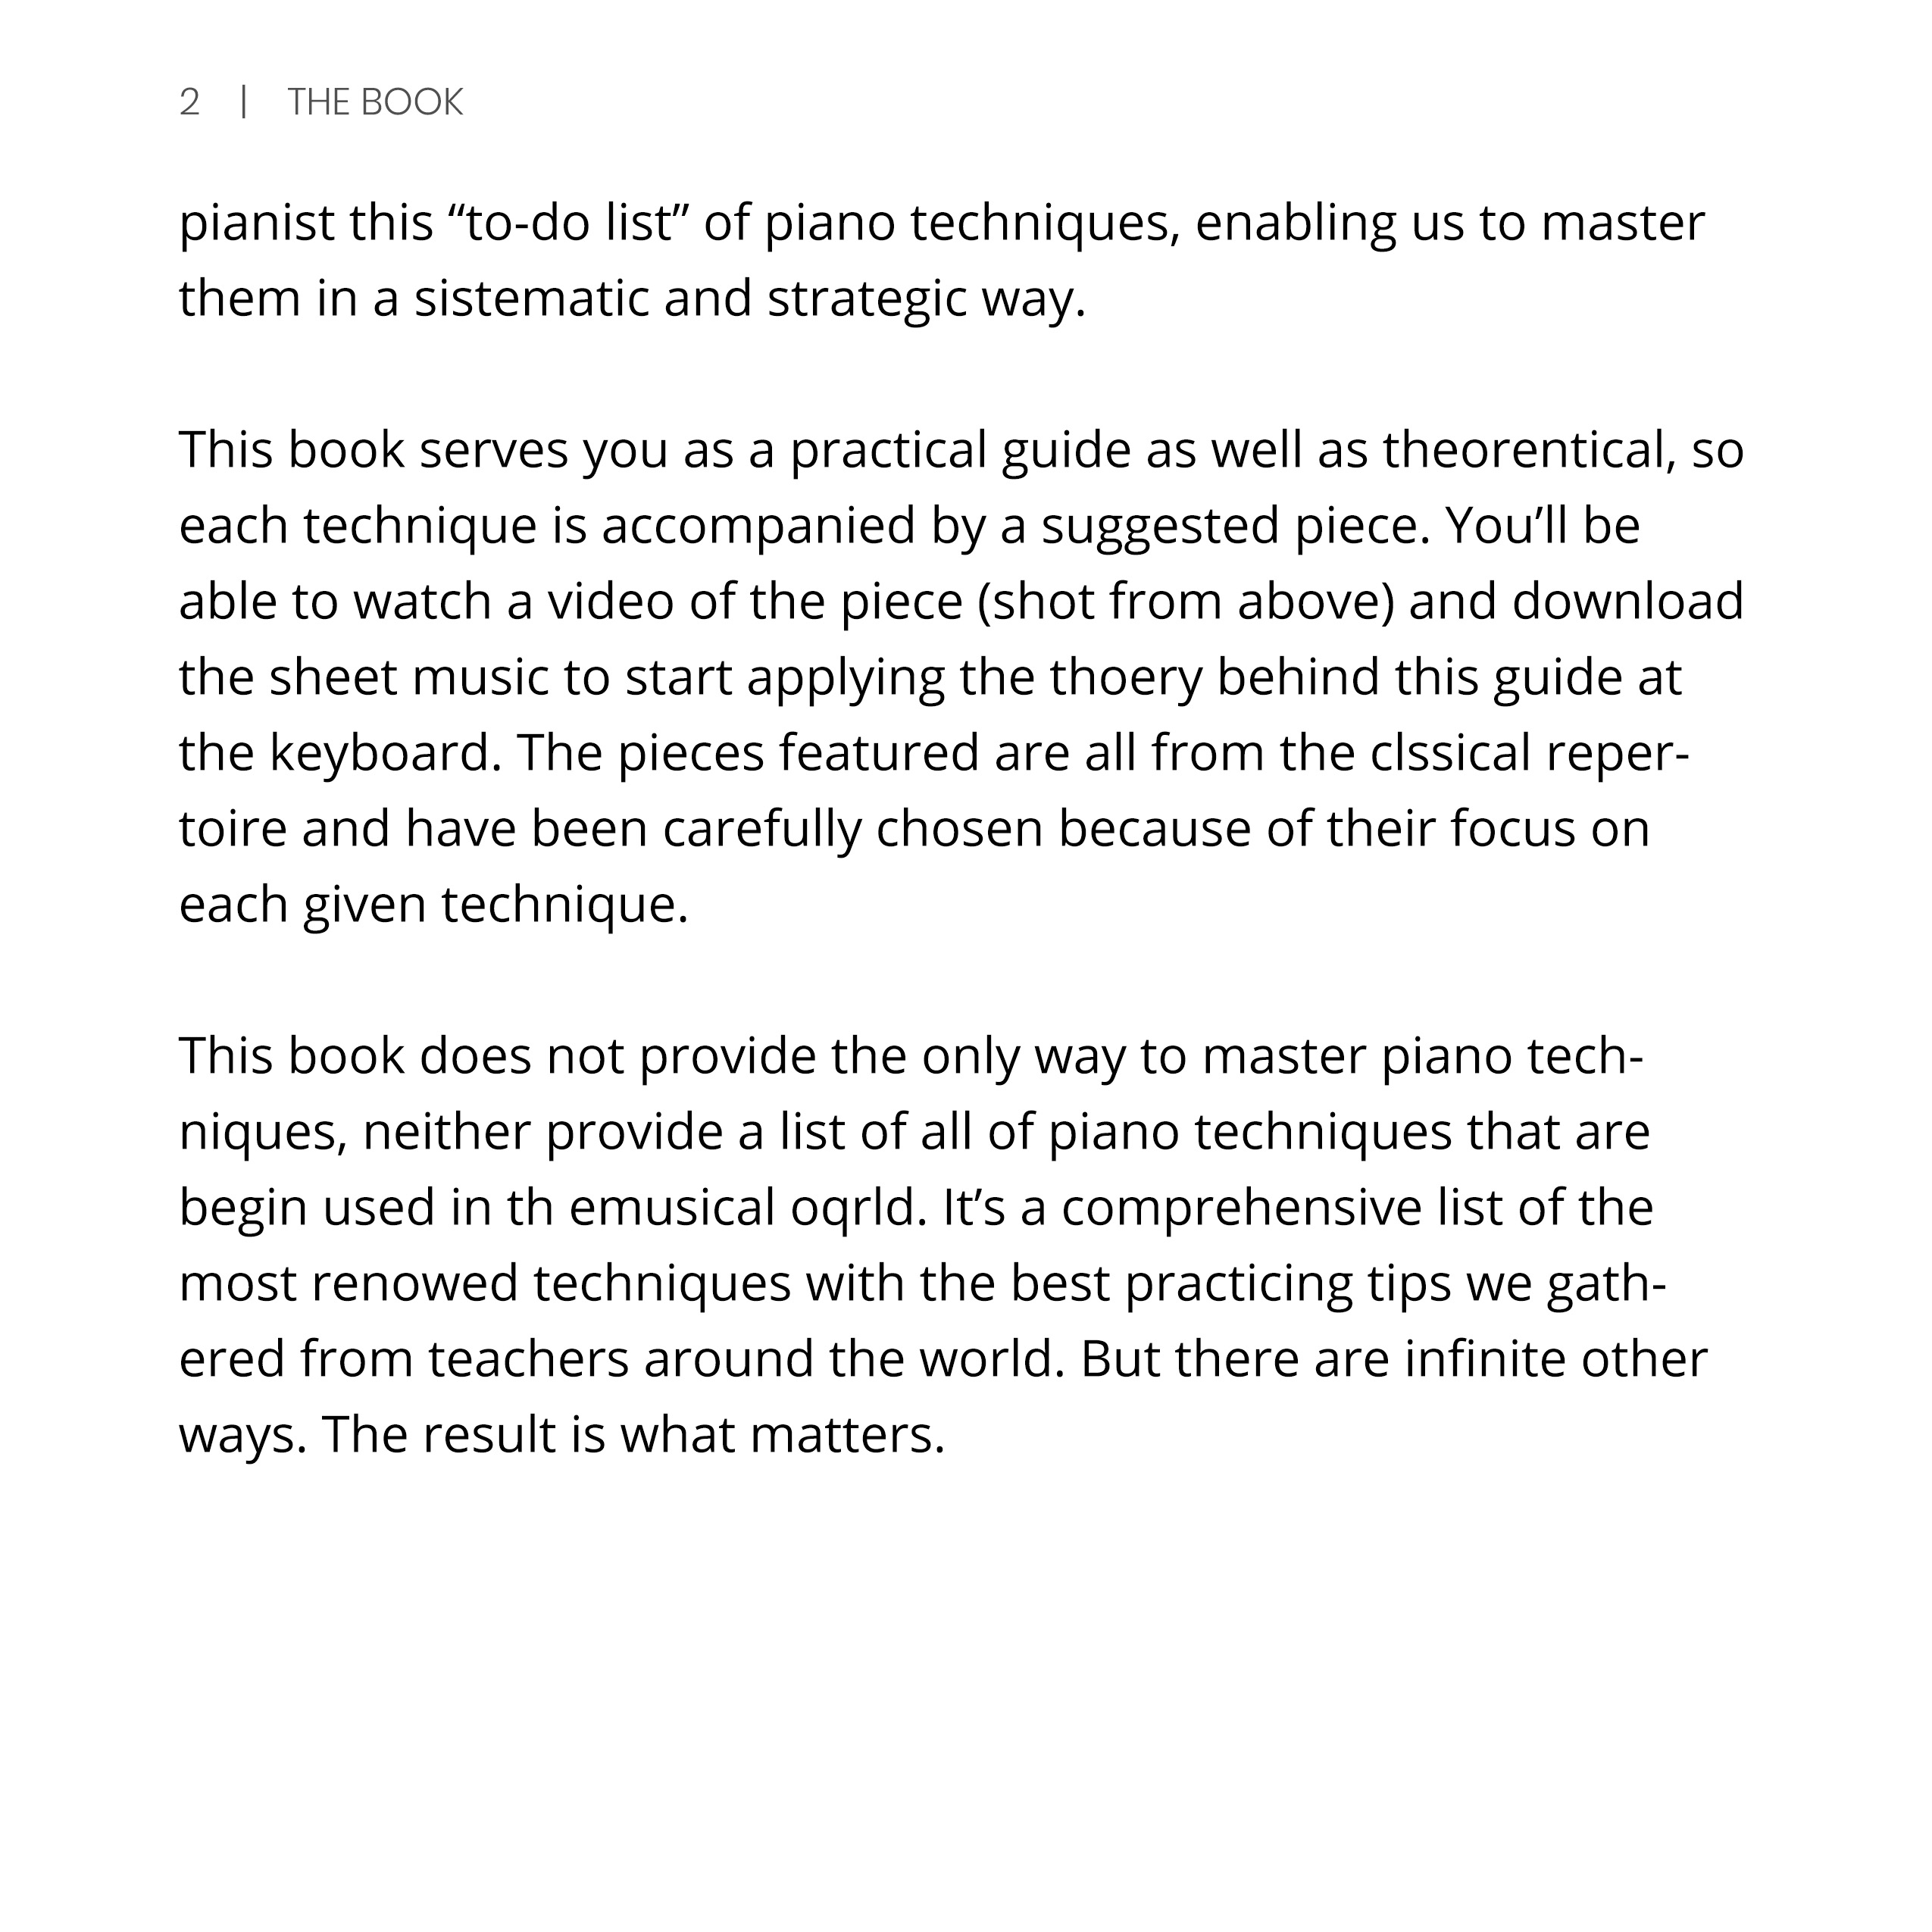 2 | THE BOOK
pianist this “to-do list” of piano techniques, enabling us to master
them in a sistematic and strategic way.
This book serves you as a practical guide as well as theorentical, so
each technique is accompanied by a suggested piece. You’ll be
able to watch a video of the piece (shot from above) and download
the sheet music to start applying the thoery behind this guide at
the keyboard. The pieces featured are all from the clssical reper-
toire and have been carefully chosen because of their focus on
each given technique.
This book does not provide the only way to master piano tech-
niques, neither provide a list of all of piano techniques that are
begin used in th emusical oqrld. It’s a comprehensive list of the
most renowed techniques with the best practicing tips we gath-
ered from teachers around the world. But there are infinite other
ways. The result is what matters.